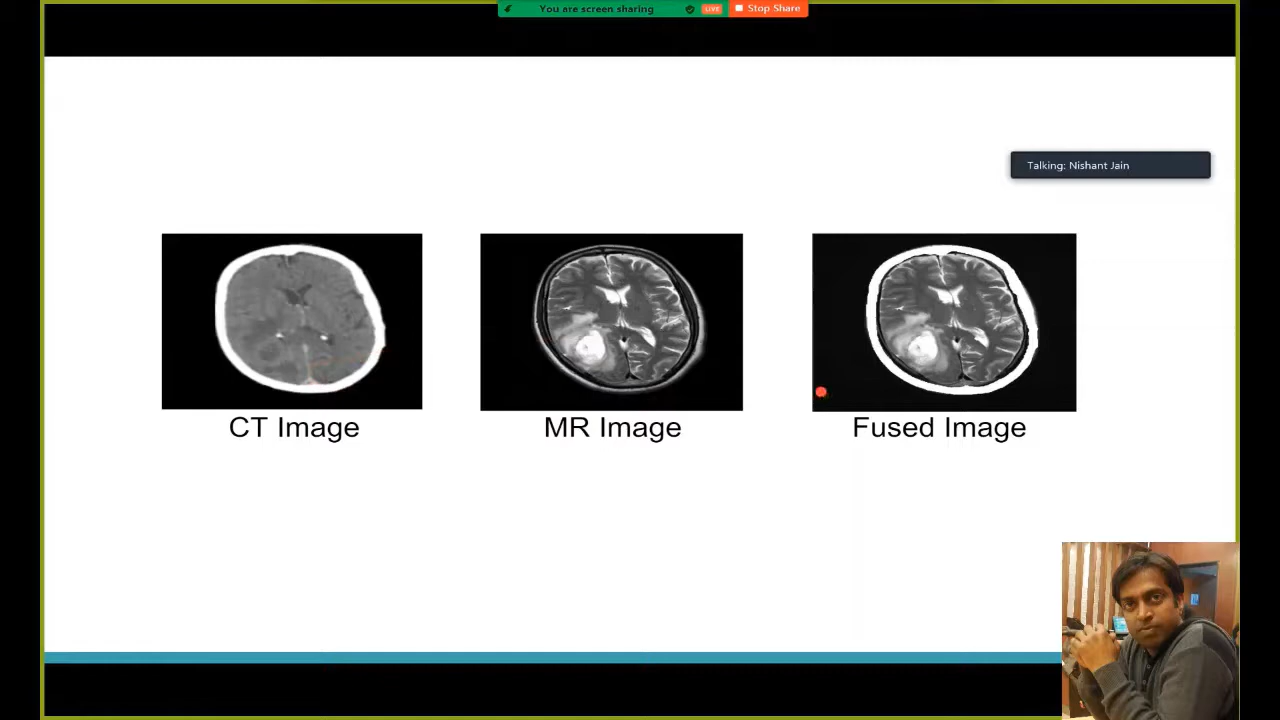 You are screen sharing
LIVE
Stop Share
Talking: Nishant Jain
CT Image
MR Image
Fused Image